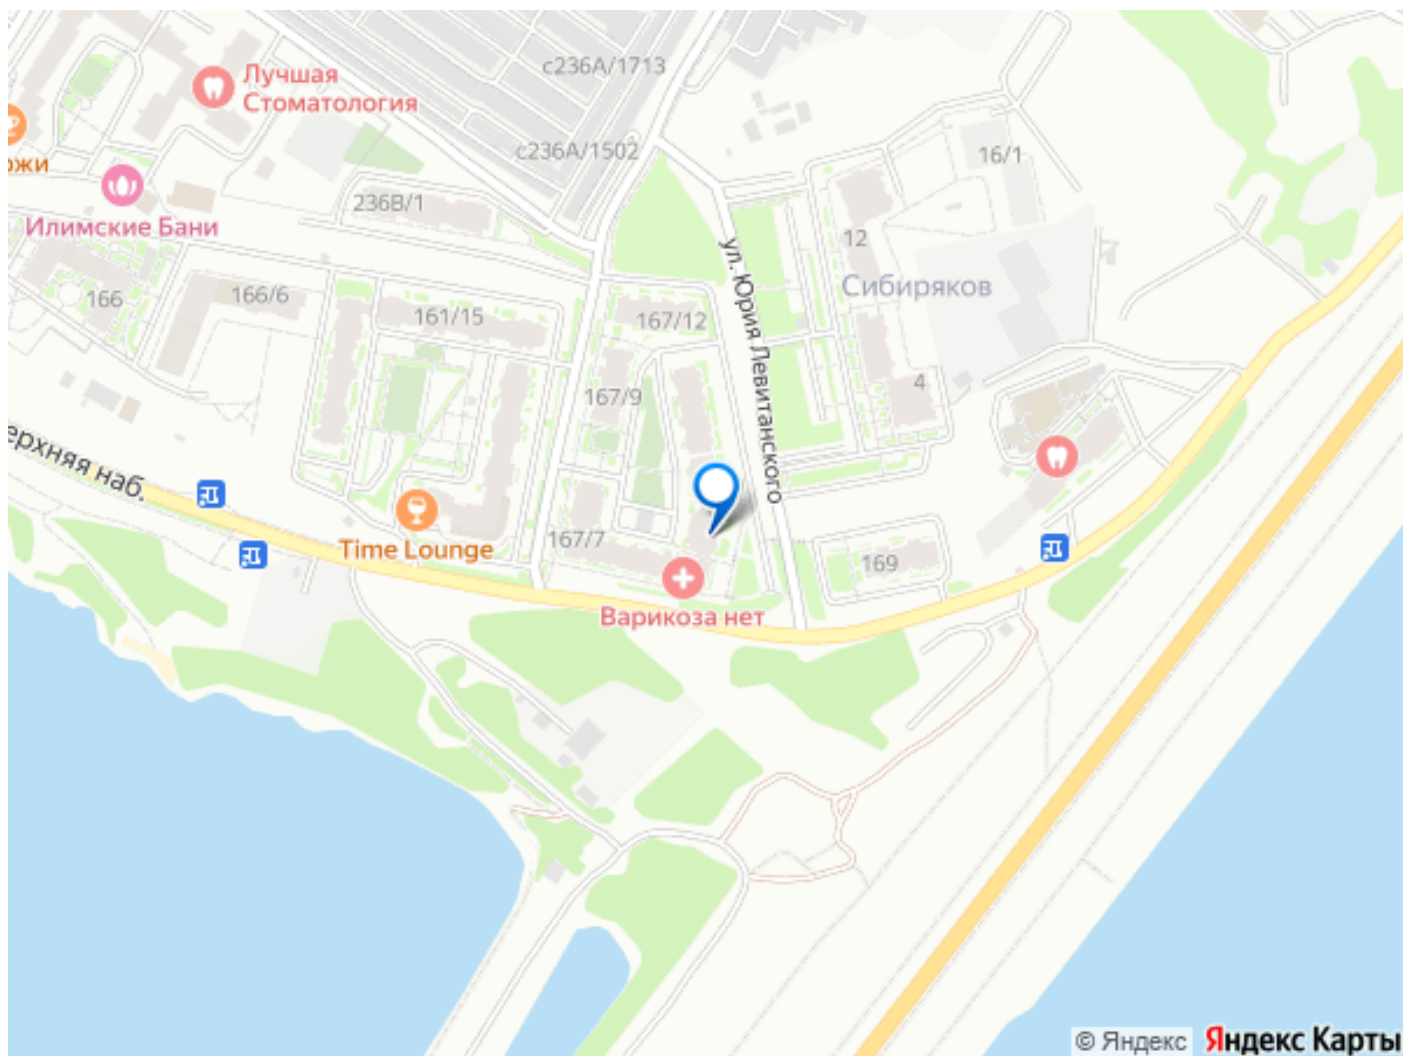 с236А/1713
Лучшая
Стоматология
с236А/1502
16/1
жи
236В/1
Илимские Бани
12
ул. Юрия Левитанского
Сибиряков
166
166/6
161/15
167/12
167/9
4
ерхняя наб.
Time Lounge
167/7
169
Варикоза нет
© Яндекс Яндекс Карты